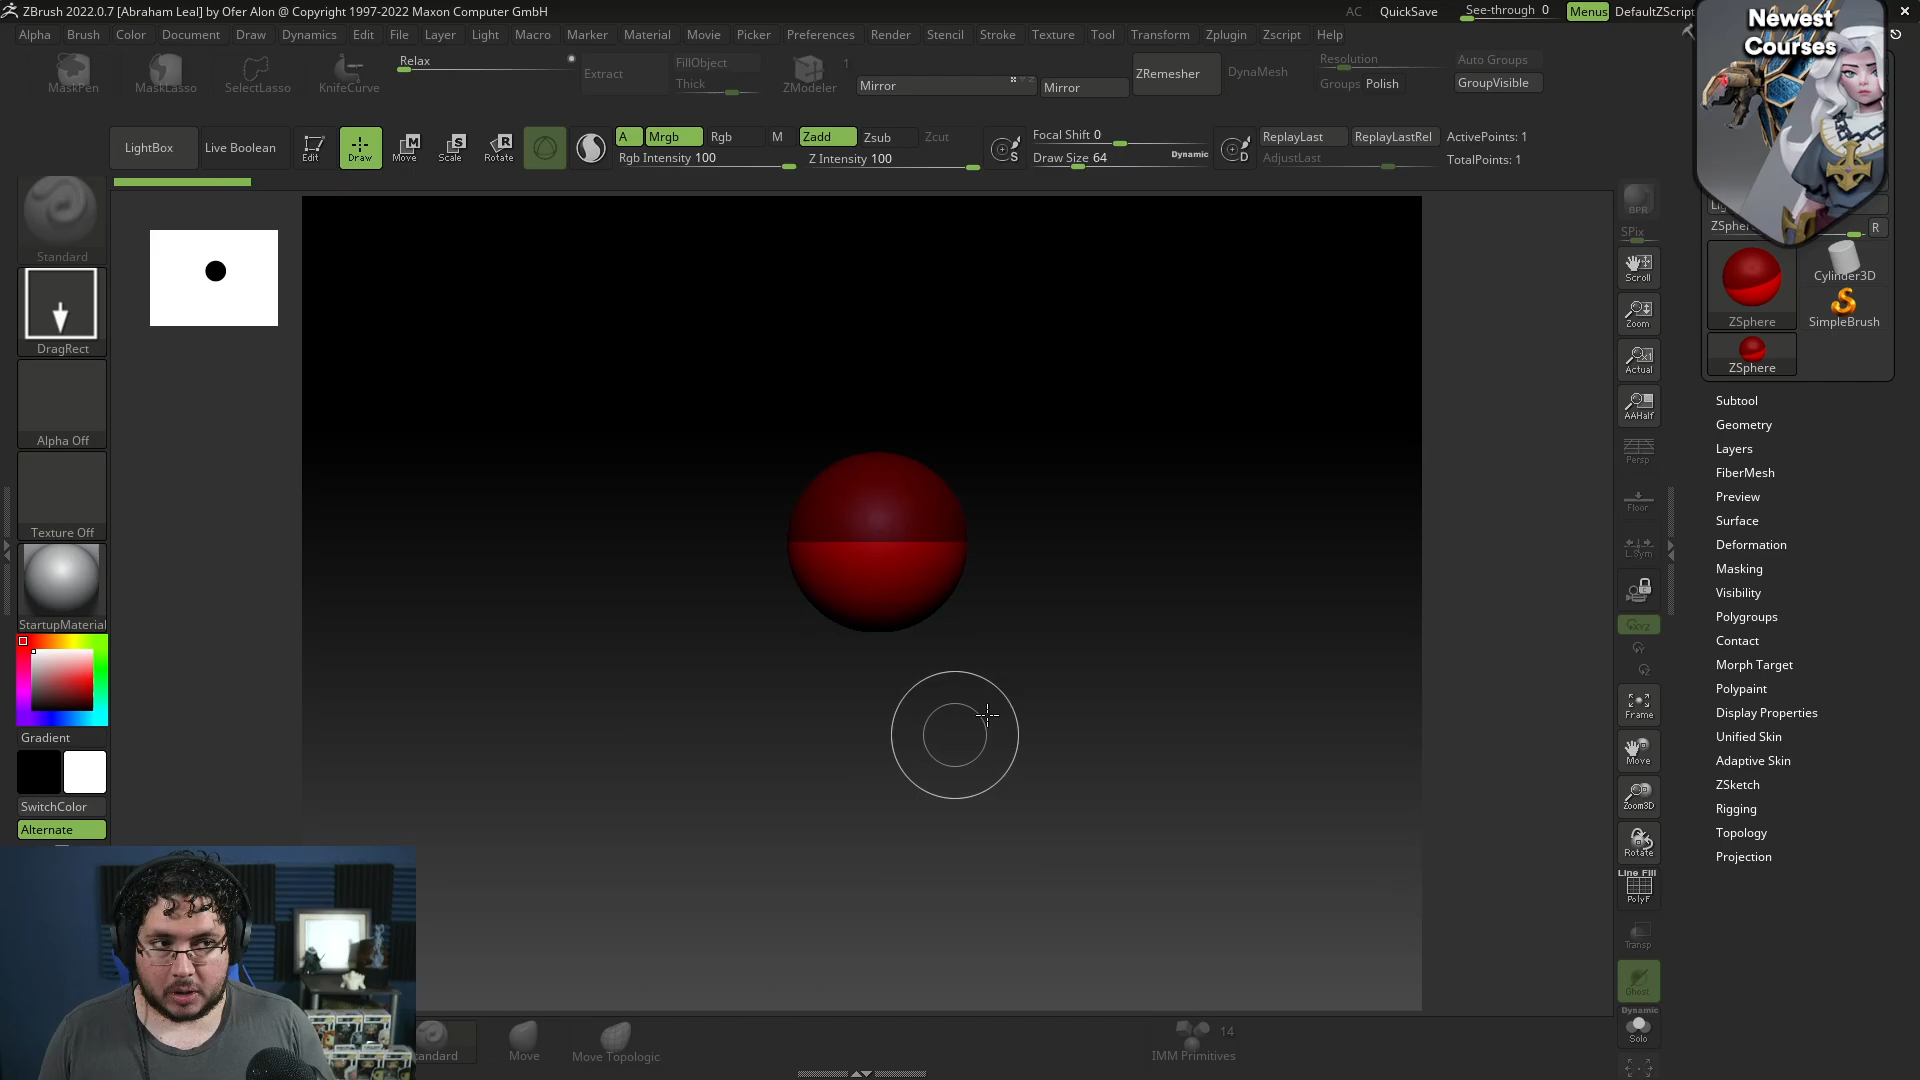 ZBrush 2022.0.7 [Abraham Leal] by Ofer Alon @ Copyright 1997-2022 Maxon Computer GmbH
AC
QuickSave
See-through 0
Menus
DefaultZScript
Alpha
Brush
Color
Document
Draw
Dynamics
Edit
File
Layer
Light
Macro
Marker
Material
Movie
Picker
Preferences
Render
Stencil
Stroke
Texture
Tool
Transform
Zplugin
Zscript
Help
Newest
Courses
MaskPen
MaskLasso
SelectLasso
KnifeCurve
Relax
Extract
FillObject
Thick
ZModeler
1
Mirror
Mirror
ZRemesher
DynaMesh
Resolution
Groups
Polish
Auto Groups
GroupVisible
LightBox
Live Boolean
Edit
Draw
Move
Scale
Rotate
A
Mrgb
Rgb
M
Rgb Intensity 100
Zadd
Zsub
Zcut
Z Intensity 100
S
Focal Shift 0
Draw Size 64
Dynamic
D
ReplayLast
ReplayLastRel
AdjustLast
ActivePoints: 1
TotalPoints: 1
Standard
DragRect
Alpha Off
Texture Off
StartupMaterial
Gradient
SwitchColor
Alternate
BPR
SPix
Scroll
Zoom
Actual
AAHalf
Persp
Floor
L.Sym
Frame
Move
Zoom3D
Rotate
Line Fill
PolyF
Transp
Ghost
Dynamic
Solo
R
ZSphere
Cylinder3D
SimpleBrush
ZSphere
Subtool
Geometry
Layers
FiberMesh
Preview
Surface
Deformation
Masking
Visibility
Polygroups
Contact
Morph Target
Polypaint
Display Properties
Unified Skin
Adaptive Skin
ZSketch
Rigging
Topology
Projection
tandard
Move
Move Topologic
IMM Primitives
14